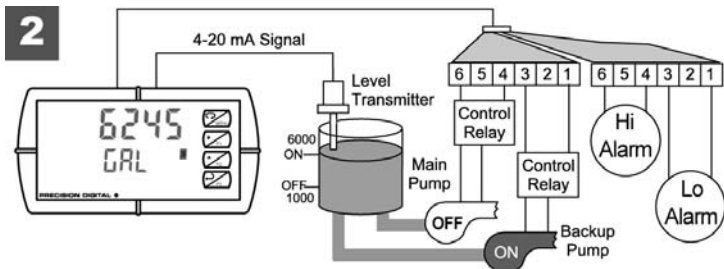 2
4-20 mA Signal
6245
GAL
PRECISION DIGITAL
Level
Transmitter
6000
ON
OFF
1000
Main
Pump
OFF
ON
Backup
Pump
6 5 4 3 2 1
Control
Relay
Control
Relay
6 5 4 3 2 1
Hi
Alarm
Lo
Alarm